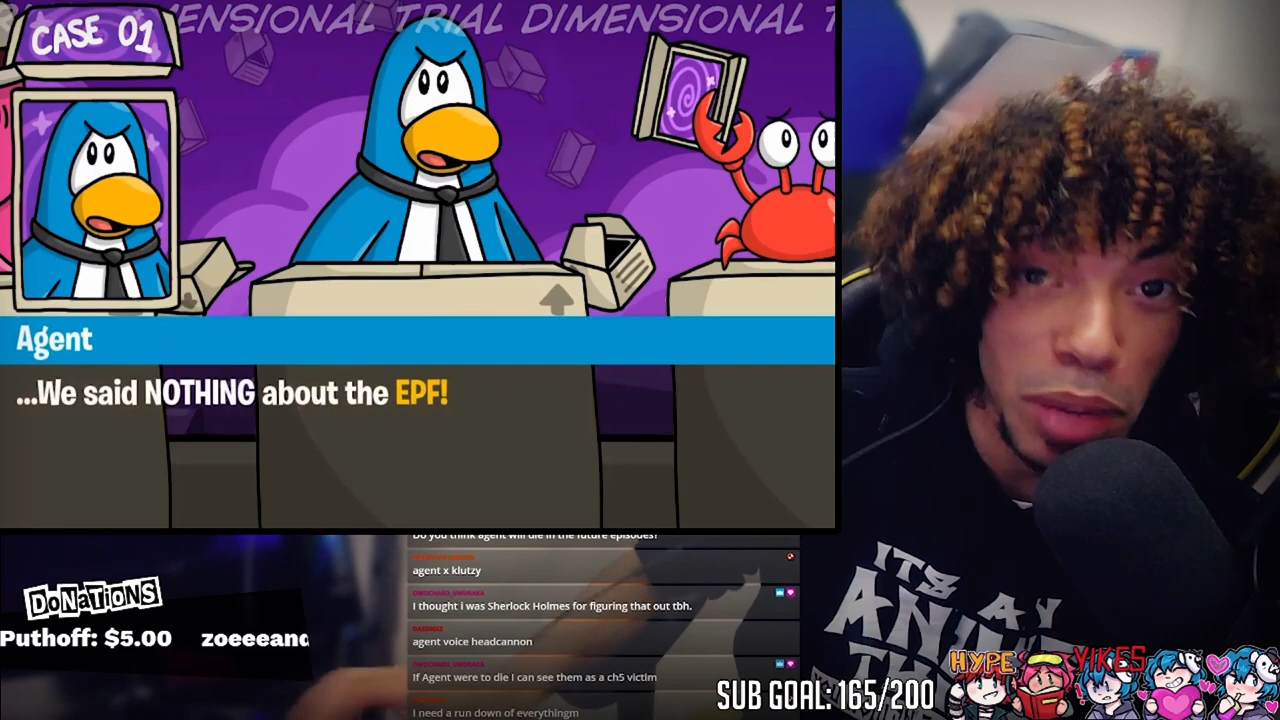 DIMENSIONAL TRIAL DIMENSIONAL T
CASE 01
Agent
...We said NOTHING about the EPF!
Do you think agent will die in the future episodes?
agent x klutzy
I thought i was Sherlock Holmes for figuring that out tbh.
agent voice headcannon
If Agent were to die I can see them as a ch5 victim
I need a run down of everythingm
DONATIONS
Puthoff: $5.00 zoeeeand
SUB GOAL: 165/200
HYPE
YIKES
ITS AN